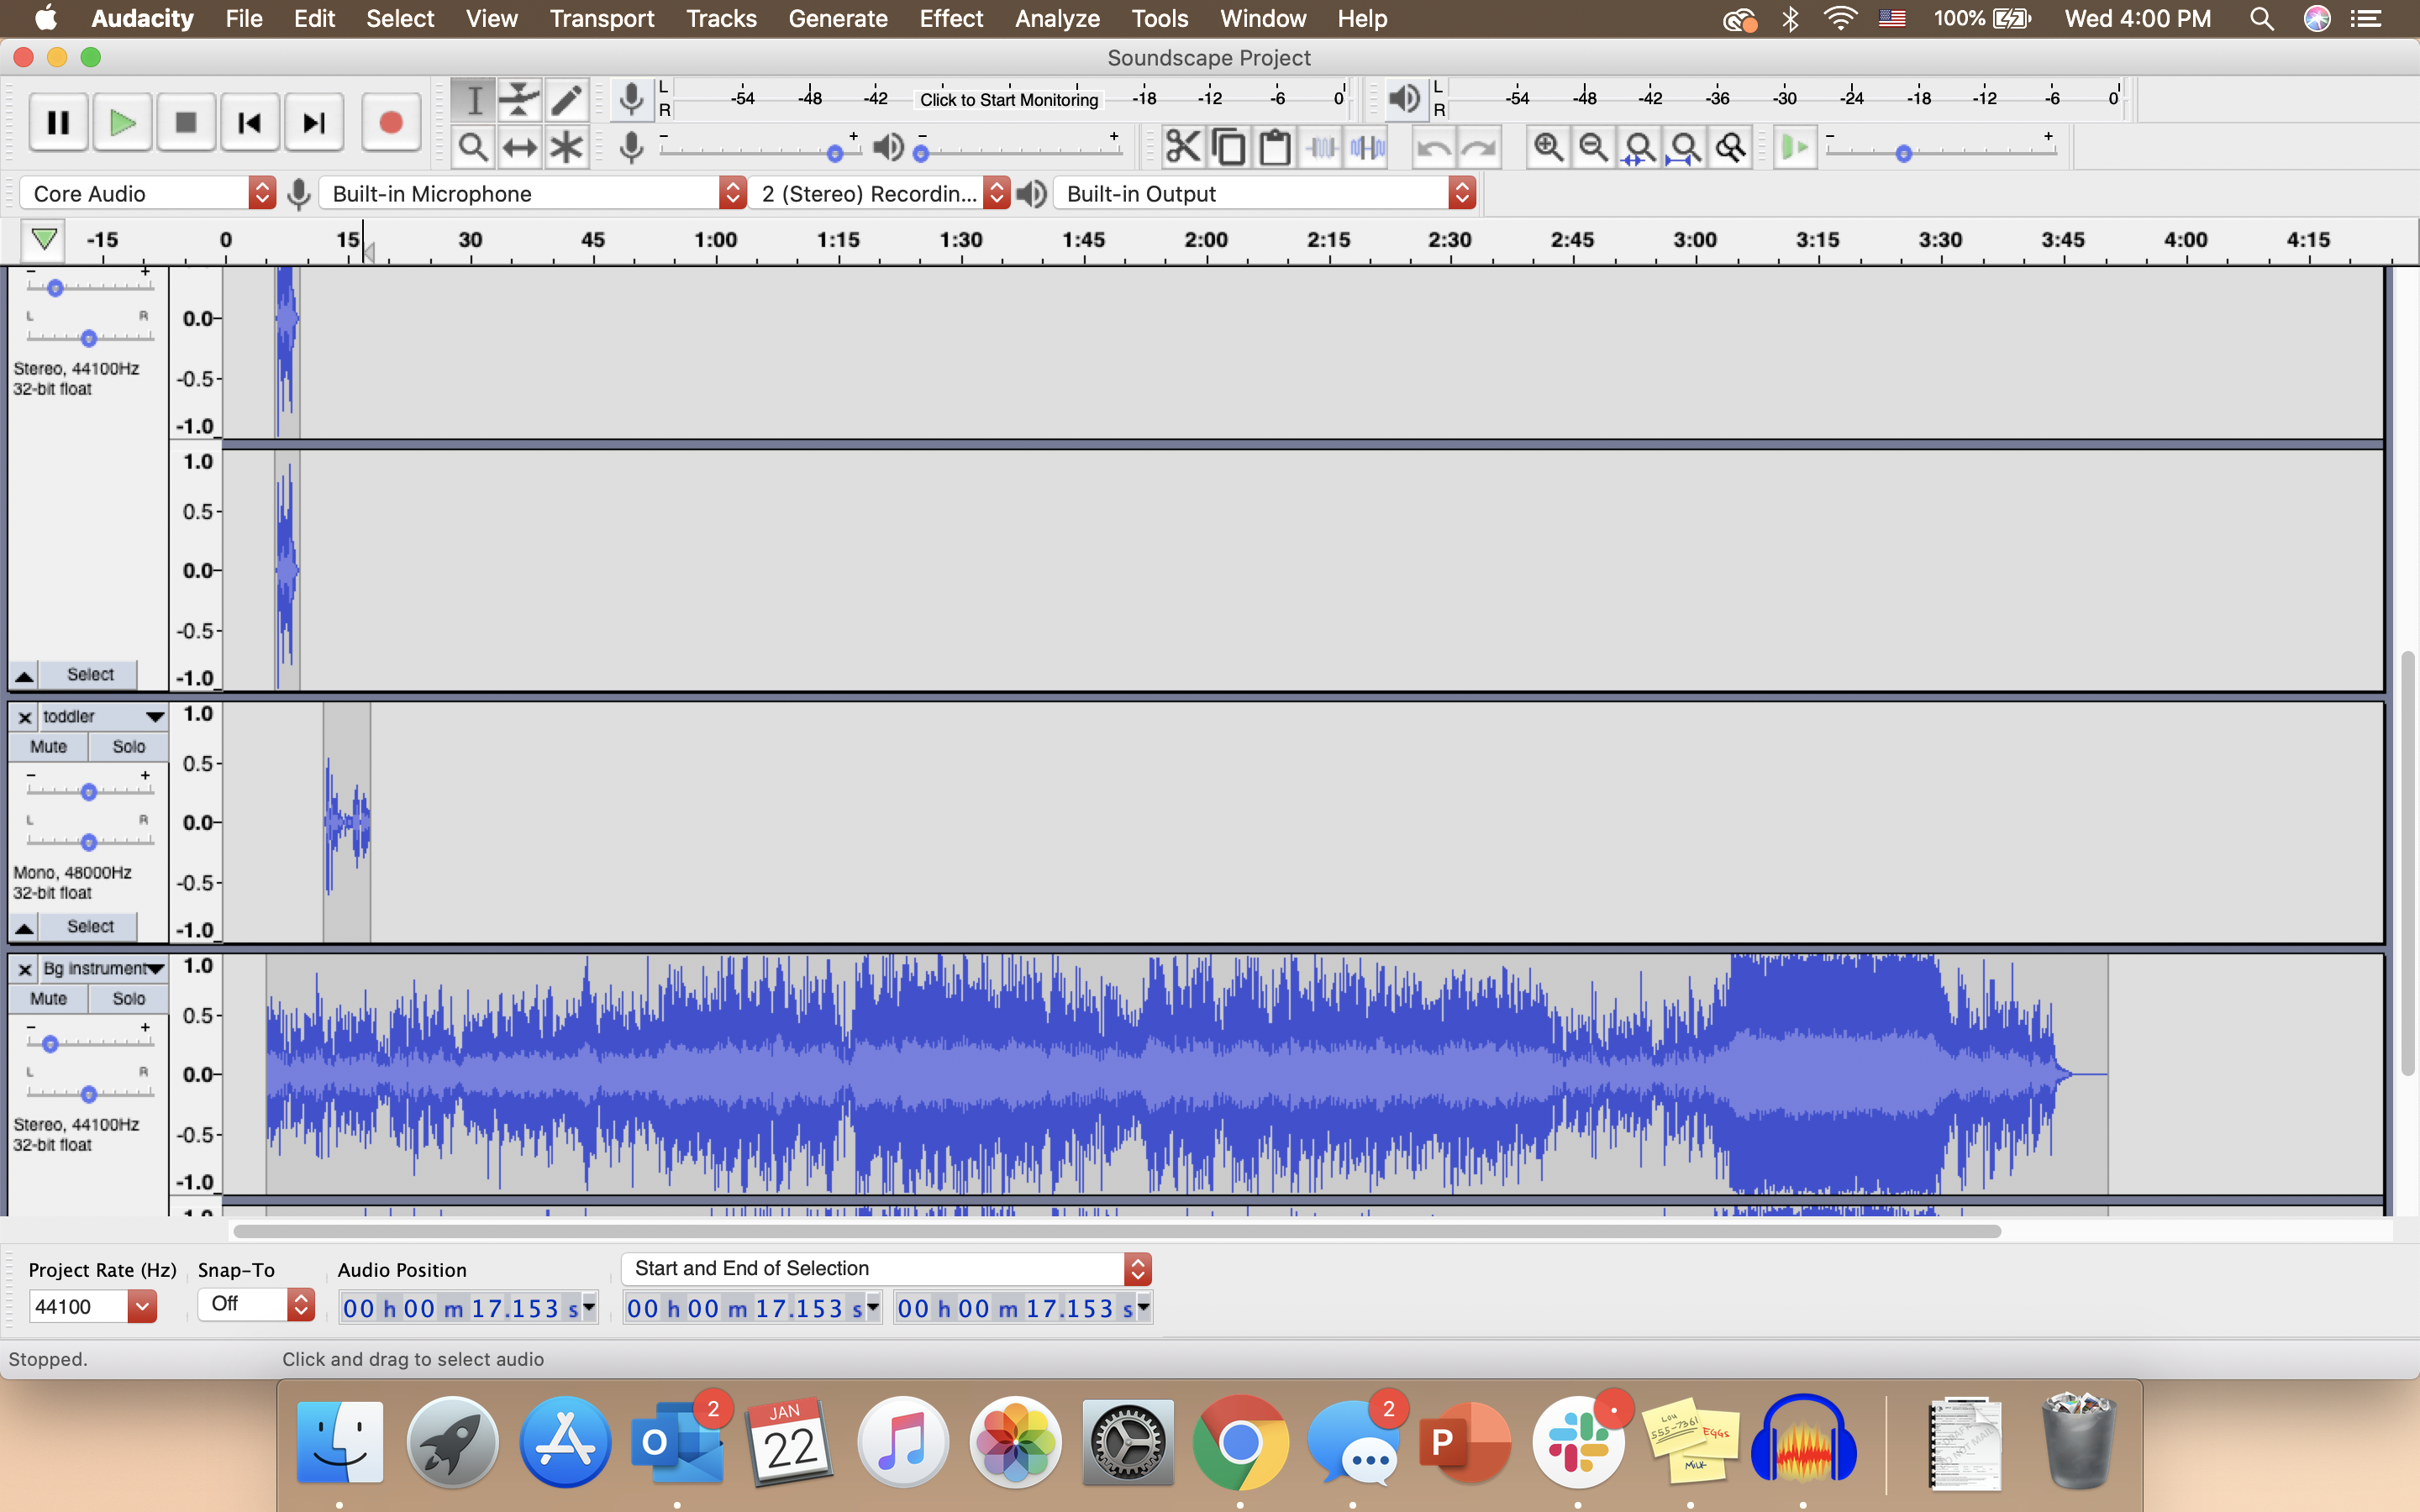 Audacity File Edit Select View Transport Tracks Generate Effect Analyze Tools Window Help 100% Wed 4:00 PM
Soundscape Project
L -54 -48 -42 Click to Start Monitoring -18 -12 -6 0 L -54 -48 -42 -36 -30 -24 -18 -12 -6 0
R R
- + - + - +
Core Audio Built-in Microphone 2 (Stereo) Recordin... Built-in Output
-15 0 15 30 45 1:00 1:15 1:30 1:45 2:00 2:15 2:30 2:45 3:00 3:15 3:30 3:45 4:00 4:15
- +
L R 0.0
Stereo, 44100Hz
32-bit float -0.5
-1.0
1.0
0.5
0.0
-0.5
Select -1.0
toddler 1.0
Mute Solo
- + 0.5
L R 0.0
Mono, 48000Hz
32-bit float -0.5
Select -1.0
Bg instrument 1.0
Mute Solo
- + 0.5
L R 0.0
Stereo, 44100Hz
32-bit float -0.5
-1.0
1.0
Project Rate (Hz) Snap-To Audio Position Start and End of Selection
44100 Off 00 h 00 m 17.153 s 00 h 00 m 17.153 s 00 h 00 m 17.153 s
Stopped. Click and drag to select audio
2 JAN 2
O 22 P
Lou
555-7361
EGGS
MILK